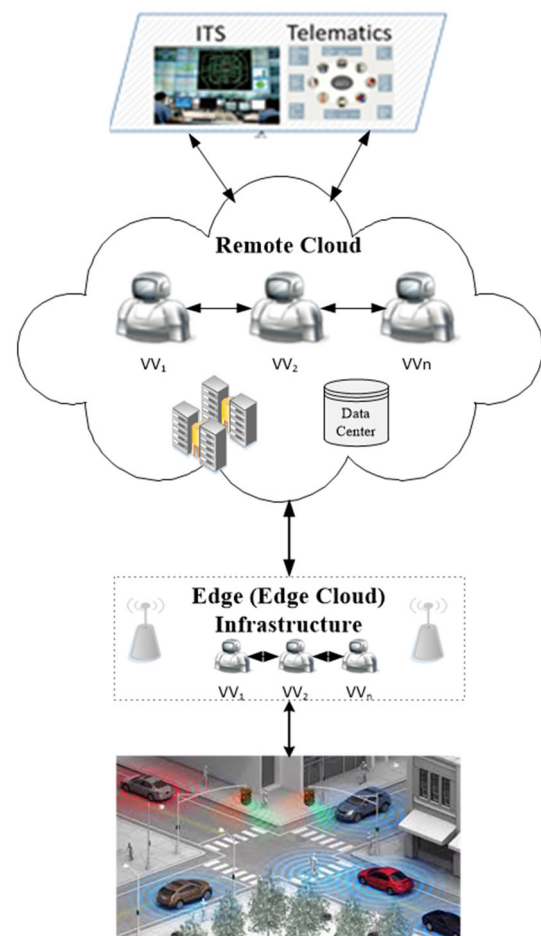 ITS Telematics
Remote Cloud
VV₁ VV₂ VVn
Data
Center
Edge (Edge Cloud)
Infrastructure
VV₁ VV₂ VVₙ